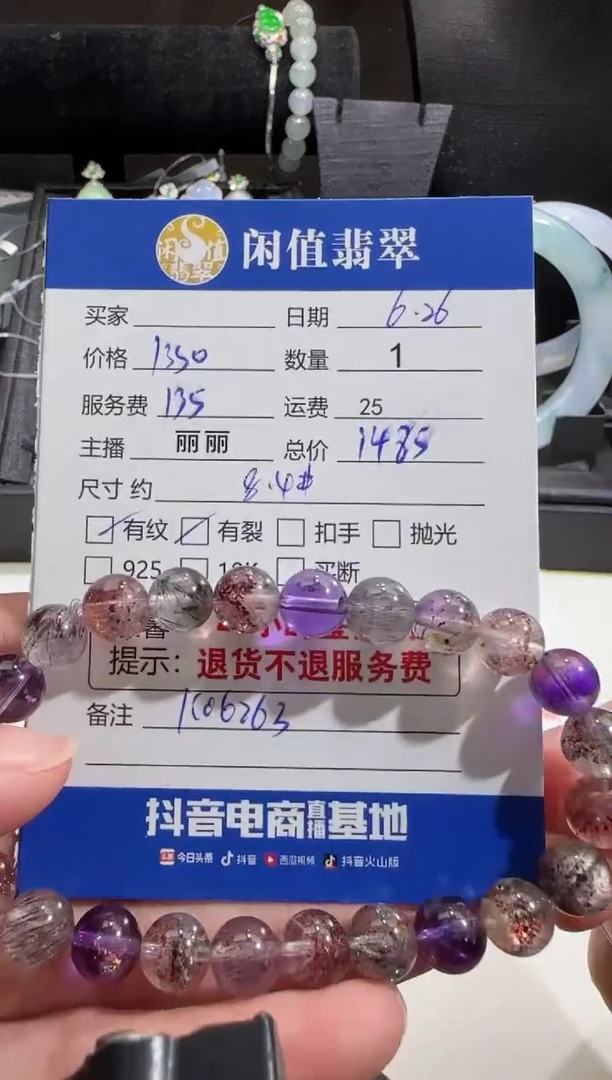 闲值翡翠
闲值翡翠
买家 日期 6.26
价格 1350 数量 1
服务费 135 运费 25
主播 丽丽 总价 1485
尺寸 约 8.4#
有纹 有裂 扣手 抛光
925 买断
提示：退货不退服务费
备注 K06263
抖音电商直播基地
今日头条 抖音 西瓜视频 抖音火山版